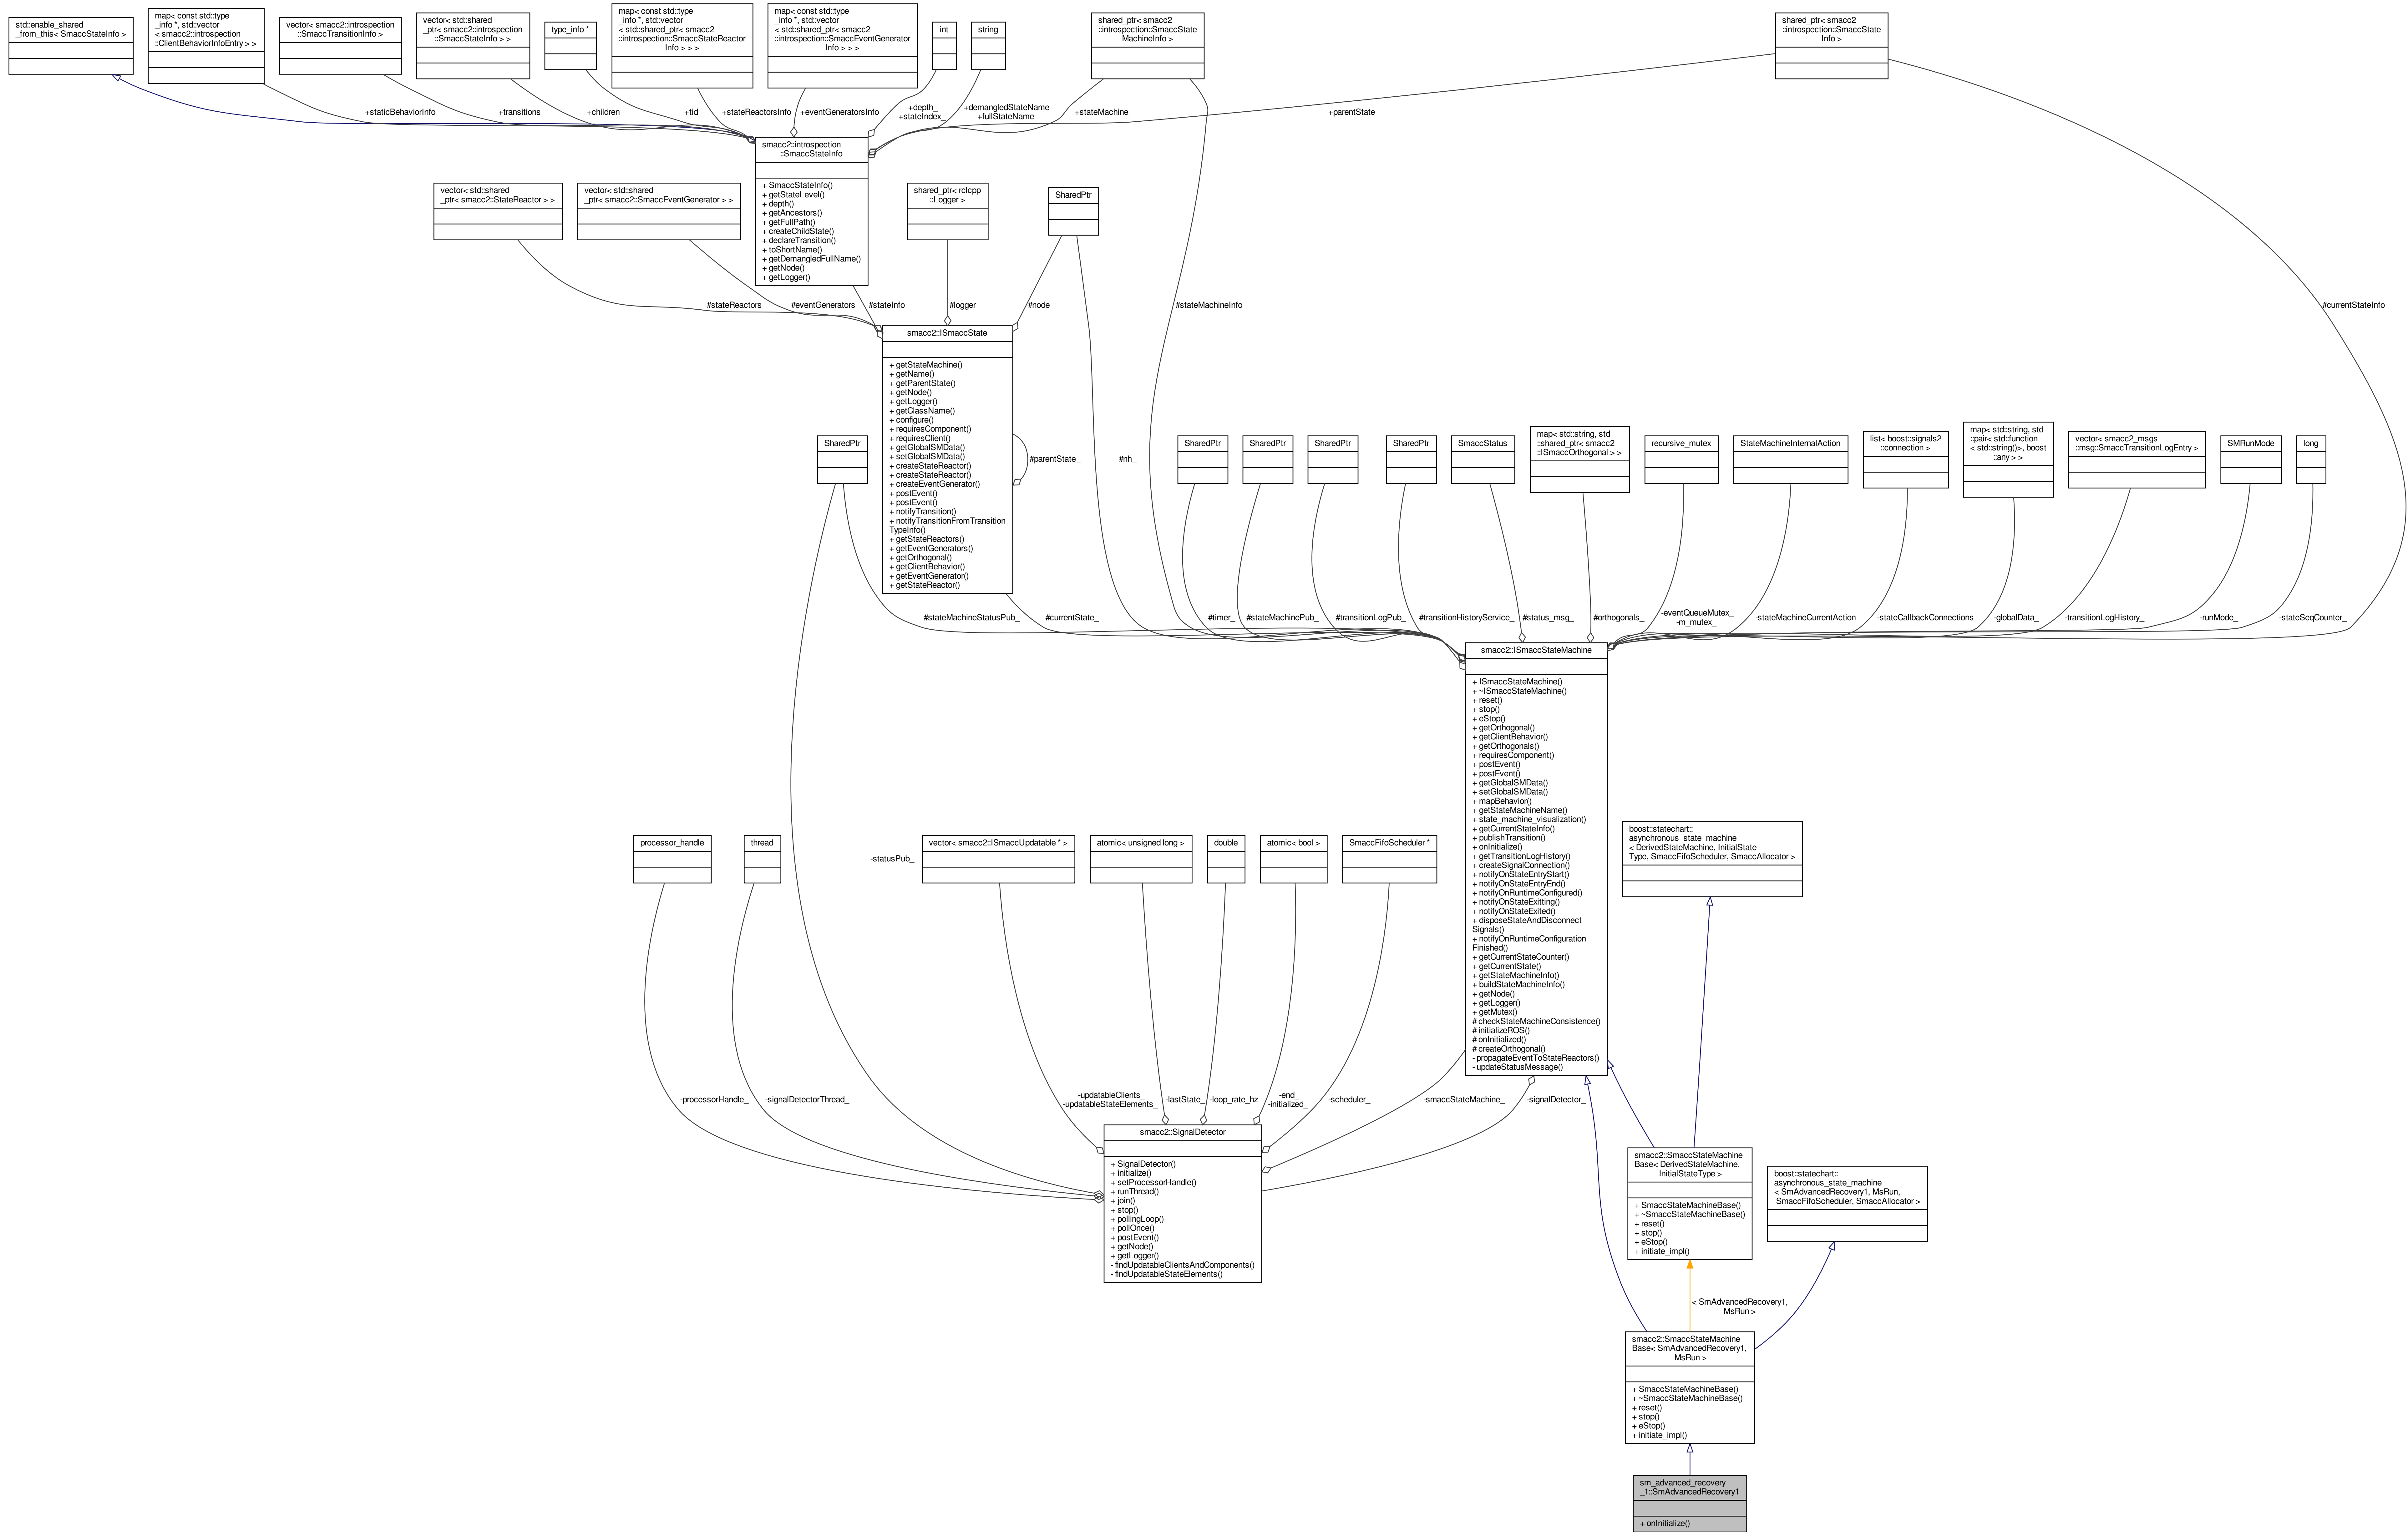 std::enable_shared
_from_this< SmaccStateInfo >
map< const std::type
_info *, std::vector
< smacc2::introspection
::ClientBehaviorInfoEntry > >
vector< smacc2::introspection
::SmaccTransitionInfo >
vector< std::shared
_ptr< smacc2::introspection
::SmaccStateInfo > >
type_info *
map< const std::type
_info *, std::vector
< std::shared_ptr< smacc2
::introspection::SmaccStateReactor
Info > > >
map< const std::type
_info *, std::vector
< std::shared_ptr< smacc2
::introspection::SmaccEventGenerator
Info > > >
int
string
shared_ptr< smacc2
::introspection::SmaccState
MachineInfo >
shared_ptr< smacc2
::introspection::SmaccState
Info >
+staticBehaviorInfo
+transitions_
+children_
+tid_
+stateReactorsInfo
+eventGeneratorsInfo
+depth_
+stateIndex_
+demangledStateName
+fullStateName
+stateMachine_
+parentState_
smacc2::introspection
::SmaccStateInfo
+ SmaccStateInfo()
+ getStateLevel()
+ depth()
+ getAncestors()
+ getFullPath()
+ createChildState()
+ declareTransition()
+ toShortName()
+ getDemangledFullName()
+ getNode()
+ getLogger()
vector< std::shared
_ptr< smacc2::StateReactor > >
vector< std::shared
_ptr< smacc2::SmaccEventGenerator > >
shared_ptr< rclcpp
::Logger >
SharedPtr
#stateReactors_
#eventGenerators_
#stateInfo_
#logger_
#node_
#stateMachineInfo_
#currentStateInfo_
smacc2::ISmaccState
+ getStateMachine()
+ getName()
+ getParentState()
+ getNode()
+ getLogger()
+ getClassName()
+ configure()
+ requiresComponent()
+ requiresClient()
+ getGlobalSMData()
+ setGlobalSMData()
+ createStateReactor()
+ createStateReactor()
+ createEventGenerator()
+ postEvent()
+ postEvent()
+ notifyTransition()
+ notifyTransitionFromTransition
TypeInfo()
+ getStateReactors()
+ getEventGenerators()
+ getOrthogonal()
+ getClientBehavior()
+ getEventGenerator()
+ getStateReactor()
#parentState_
#nh_
SharedPtr
SharedPtr
SharedPtr
SharedPtr
SharedPtr
SmaccStatus
map< std::string, std
::shared_ptr< smacc2
::ISmaccOrthogonal > >
recursive_mutex
StateMachineInternalAction
list< boost::signals2
::connection >
map< std::string, std
::pair< std::function
< std::string()>, boost
::any > >
vector< smacc2_msgs
::msg::SmaccTransitionLogEntry >
SMRunMode
long
#stateMachineStatusPub_
#currentState_
#timer_
#stateMachinePub_
#transitionLogPub_
#transitionHistoryService_
#status_msg_
#orthogonals_
-eventQueueMutex_
-m_mutex_
-stateMachineCurrentAction
-stateCallbackConnections
-globalData_
-transitionLogHistory_
-runMode_
-stateSeqCounter_
smacc2::ISmaccStateMachine
+ ISmaccStateMachine()
+ ~ISmaccStateMachine()
+ reset()
+ stop()
+ eStop()
+ getOrthogonal()
+ getClientBehavior()
+ getOrthogonals()
+ requiresComponent()
+ postEvent()
+ postEvent()
+ getGlobalSMData()
+ setGlobalSMData()
+ mapBehavior()
+ getStateMachineName()
+ state_machine_visualization()
+ getCurrentStateInfo()
+ publishTransition()
+ onInitialize()
+ getTransitionLogHistory()
+ createSignalConnection()
+ notifyOnStateEntryStart()
+ notifyOnStateEntryEnd()
+ notifyOnRuntimeConfigured()
+ notifyOnStateExitting()
+ notifyOnStateExited()
+ disposeStateAndDisconnect
Signals()
+ notifyOnRuntimeConfiguration
Finished()
+ getCurrentStateCounter()
+ getCurrentState()
+ getStateMachineInfo()
+ buildStateMachineInfo()
+ getNode()
+ getLogger()
+ getMutex()
# checkStateMachineConsistence()
# initializeROS()
# onInitialized()
# createOrthogonal()
- propagateEventToStateReactors()
- updateStatusMessage()
processor_handle
thread
-statusPub_
vector< smacc2::ISmaccUpdatable * >
atomic< unsigned long >
double
atomic< bool >
SmaccFifoScheduler *
boost::statechart::
asynchronous_state_machine
< DerivedStateMachine, InitialState
Type, SmaccFifoScheduler, SmaccAllocator >
-processorHandle_
-signalDetectorThread_
-updatableClients_
-updatableStateElements_
-lastState_
-loop_rate_hz
-end_
-initialized_
-scheduler_
-smaccStateMachine_
-signalDetector_
smacc2::SignalDetector
+ SignalDetector()
+ initialize()
+ setProcessorHandle()
+ runThread()
+ join()
+ stop()
+ pollingLoop()
+ pollOnce()
+ postEvent()
+ getNode()
+ getLogger()
- findUpdatableClientsAndComponents()
- findUpdatableStateElements()
smacc2::SmaccStateMachine
Base< DerivedStateMachine,
InitialStateType >
+ SmaccStateMachineBase()
+ ~SmaccStateMachineBase()
+ reset()
+ stop()
+ eStop()
+ initiate_impl()
boost::statechart::
asynchronous_state_machine
< SmAdvancedRecovery1, MsRun,
SmaccFifoScheduler, SmaccAllocator >
< SmAdvancedRecovery1,
MsRun >
smacc2::SmaccStateMachine
Base< SmAdvancedRecovery1,
MsRun >
+ SmaccStateMachineBase()
+ ~SmaccStateMachineBase()
+ reset()
+ stop()
+ eStop()
+ initiate_impl()
sm_advanced_recovery
_1::SmAdvancedRecovery1
+ onInitialize()